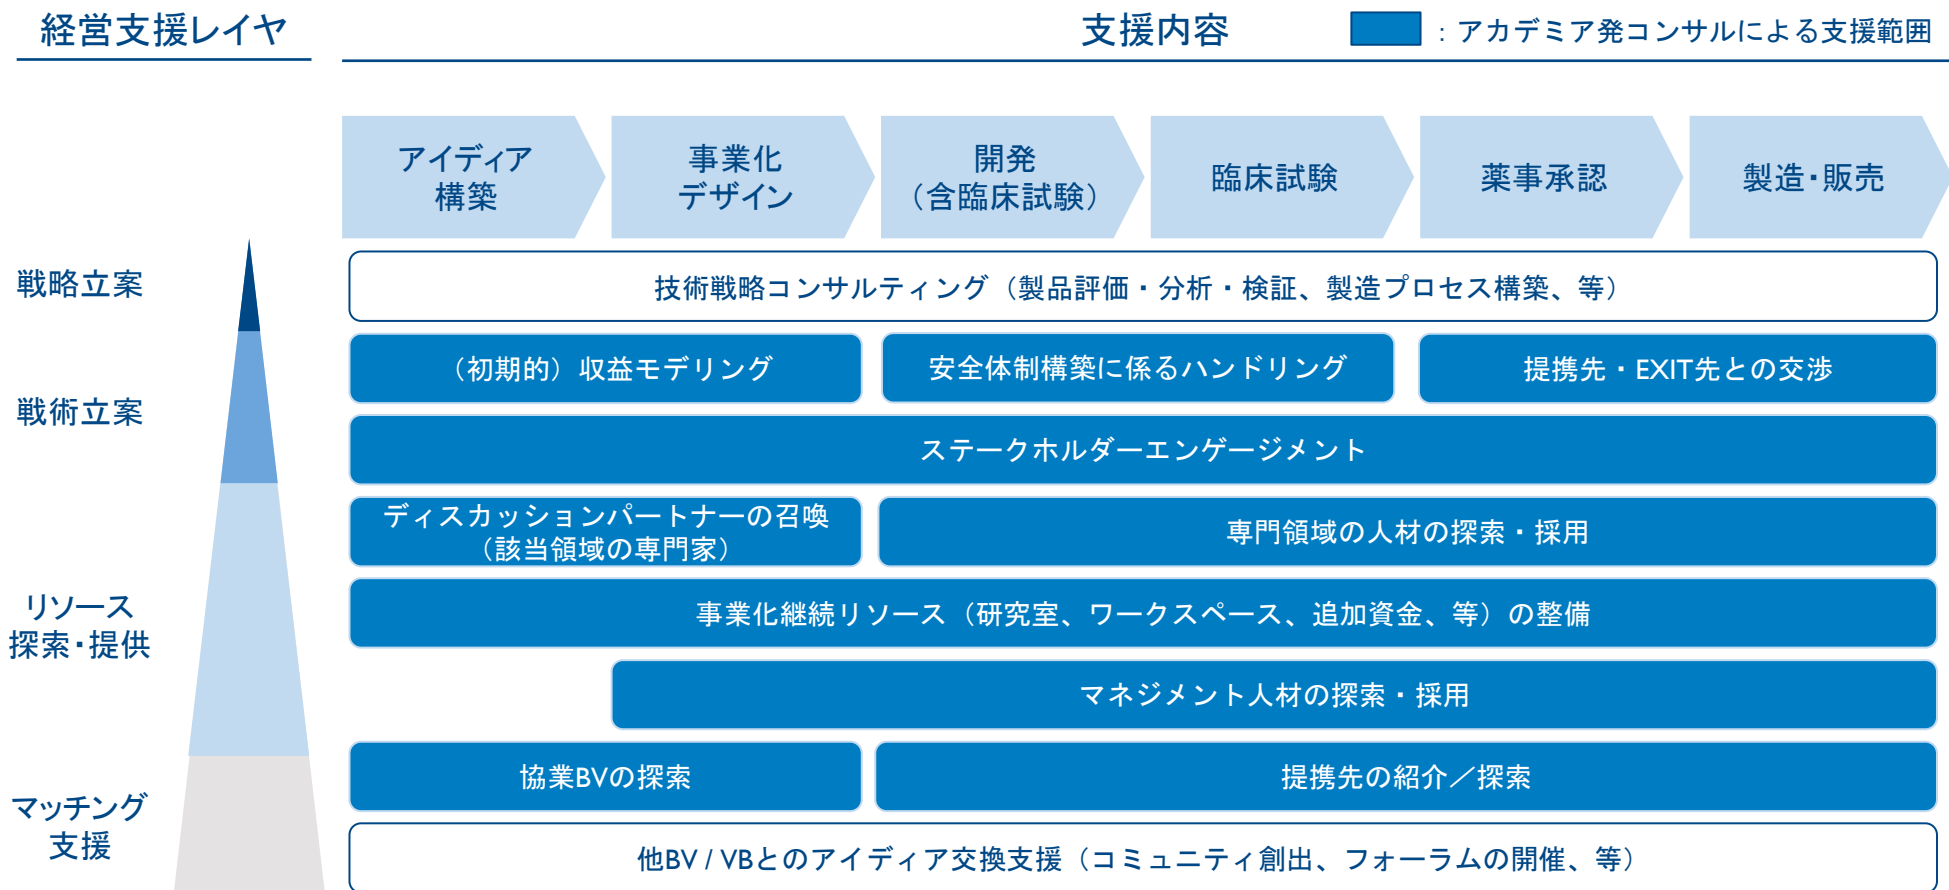 経営支援レイヤ
支援内容
：アカデミア発コンサルによる支援範囲
アイディア
構築
事業化
デザイン
開発
（含臨床試験）
臨床試験
薬事承認
製造・販売
戦略立案
技術戦略コンサルティング（製品評価・分析・検証、製造プロセス構築、等）
戦術立案
（初期的）収益モデリング
安全体制構築に係るハンドリング
提携先・EXIT先との交渉
ステークホルダーエンゲージメント
リソース
探索・提供
ディスカッションパートナーの召喚
（該当領域の専門家）
専門領域の人材の探索・採用
事業化継続リソース（研究室、ワークスペース、追加資金、等）の整備
マネジメント人材の探索・採用
マッチング
支援
協業BVの探索
提携先の紹介／探索
他BV / VBとのアイディア交換支援（コミュニティ創出、フォーラムの開催、等）